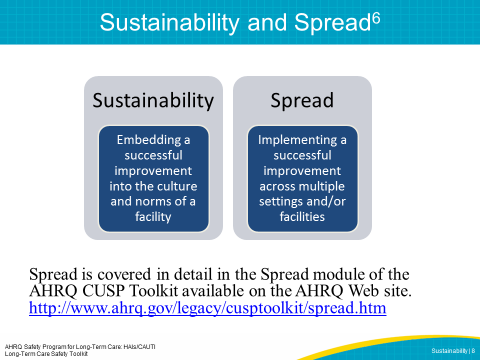 Sustainability and Spread6
Sustainability
Embedding a
successful
improvement
into the culture
and norms of a
facility
Spread
Implementing a
successful
improvement
across multiple
settings and/or
facilities
Spread is covered in detail in the Spread module of the
AHRQ CUSP Toolkit available on the AHRQ Web site.
http://www.ahrq.gov/legacy/cusptoolkit/spread.htm
AHRQ Safety Program for Long-Term Care: HAIs/CAUTI
Long-Term Care Safety Toolkit
Sustainability | 8